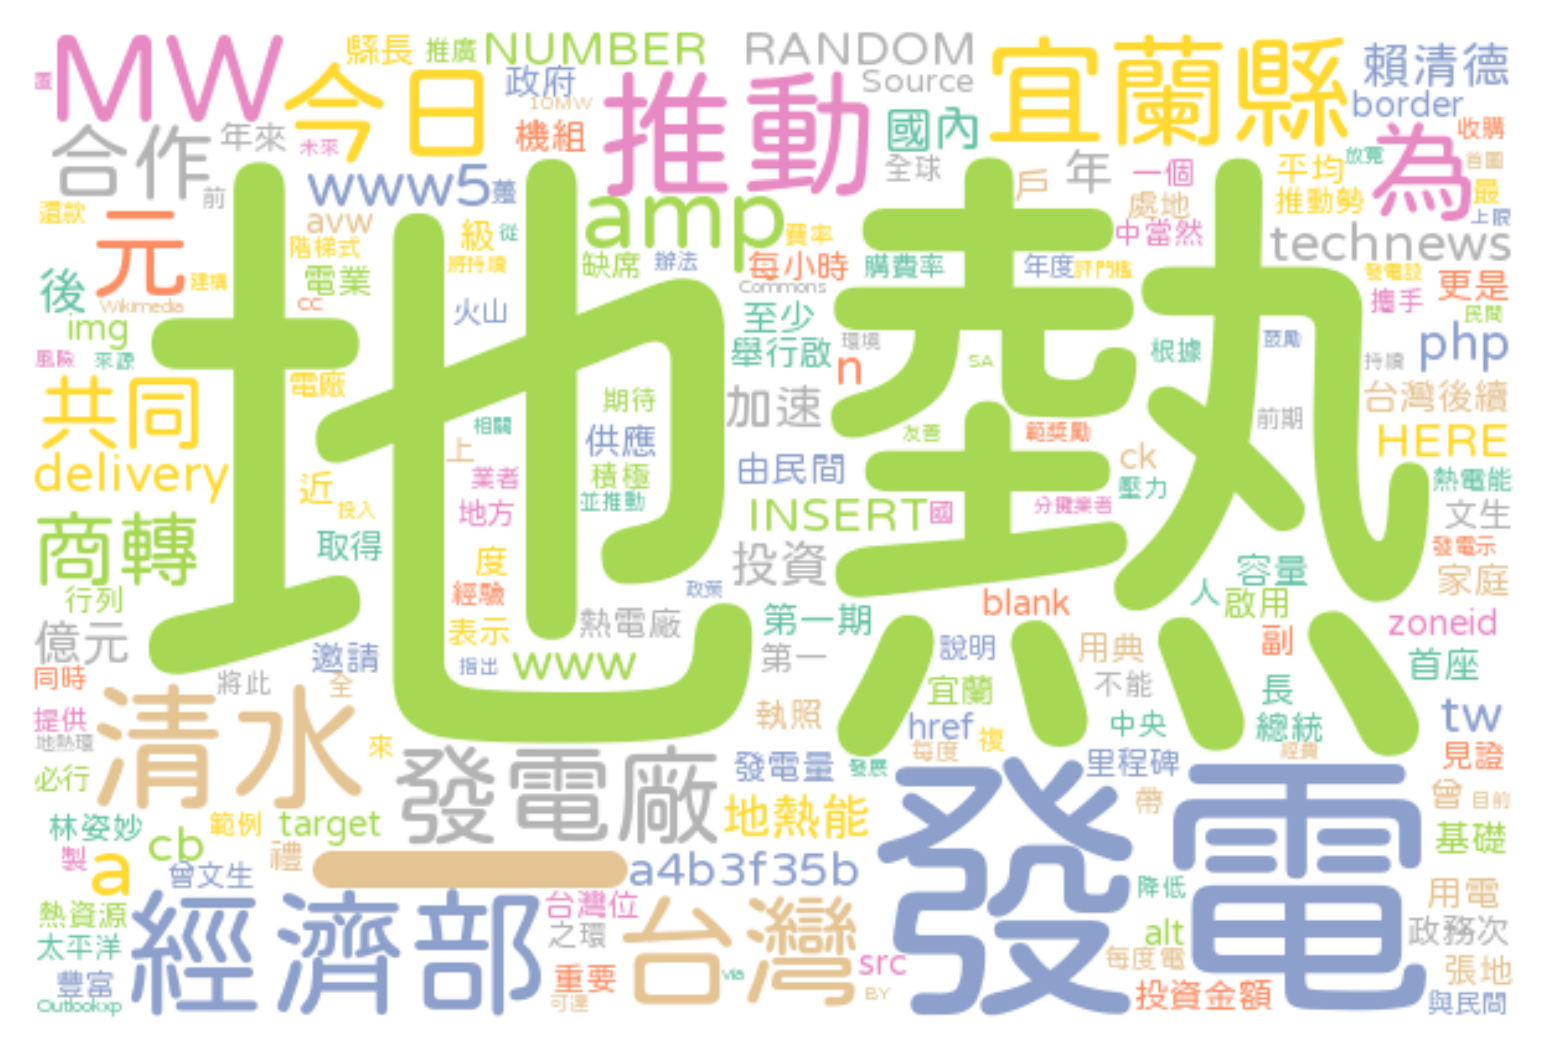 MW
縣長
推廣
NUMBER
RANDOM
宜蘭縣
賴清德
今日
政府
10MW
推動
Source
border
合作
年來
未來
機組
國內
全球
收購
為
放寬
首圖
前
www5
躉
amp
戶
年
一個
平均
最
還款
元
avw
級
從
費率
處地
推動勢
上限
階梯式
將持續
缺席
辦法
每小時
購費率
中當然
technews
後
建構
電業
Wikimedia
cc
火山
Commons
年度
評門檻
發電設
更是
攜手
民間
img
至少
風險
來源
地熱
舉行啟
環境
n
SA
根據
鼓勵
持續
php
共同
電廠
期待
加速
台灣後續
前期
相關
上
供應
友善
範獎勵
HERE
delivery
近
業者
積極
由民間
ck
壓力
熱電能
投入
地方
並推動
INSERT
國
分攤業者
文生
商轉
取得
度
投資
容量
發電示
家庭
行列
經驗
政策
blank
人
啟用
億元
表示
熱電廠
第一期
zoneid
邀請
指出
www
第一
說明
用典
副
首座
同時
將此
全
不能
宜蘭
長
提供
清水
執照
href
中央
總統
tw
地熱環
來
每度
複
經典
見證
必行
發電廠
發電量
發展
里程碑
帶
曾
目前
林姿妙
cb
範例
target
地熱能
發電
基礎
製
a
曾文生
禮
a4b3f35b
降低
用電
熱資源
經濟部
台灣位
台灣
alt
政務次
太平洋
之環
src
每度電
張地
豐富
重要
via
BY
投資金額
Outlookxp
可達
與民間